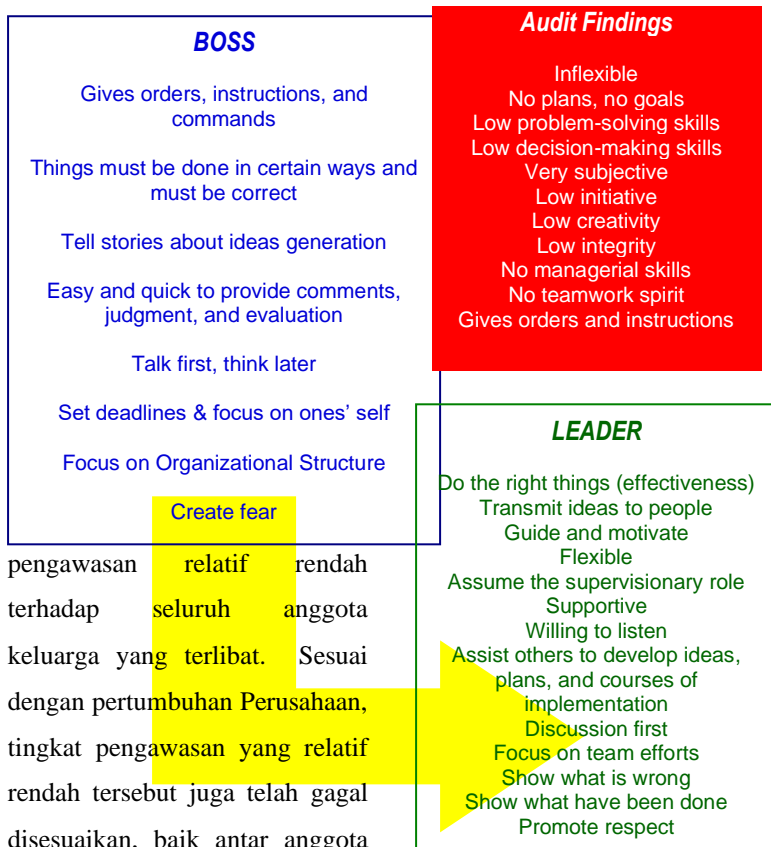 BOSS
Gives orders, instructions, and
commands
Things must be done in certain ways and
must be correct
Tell stories about ideas generation
Easy and quick to provide comments,
judgment, and evaluation
Talk first, think later
Set deadlines & focus on ones' self
Focus on Organizational Structure
Create fear
Audit Findings
Inflexible
No plans, no goals
Low problem-solving skills
Low decision-making skills
Very subjective
Low initiative
Low creativity
Low integrity
No managerial skills
No teamwork spirit
Gives orders and instructions
LEADER
Do the right things (effectiveness)
Transmit ideas to people
Guide and motivate
Flexible
Assume the supervisionary role
Supportive
Willing to listen
Assist others to develop ideas,
plans, and courses of
implementation
Discussion first
Focus on team efforts
Show what is wrong
Show what have been done
Promote respect
pengawasan relatif rendah
terhadap seluruh anggota
keluarga yang terlibat. Sesuai
dengan pertumbuhan Perusahaan,
tingkat pengawasan yang relatif
rendah tersebut juga telah gagal
disesuaikan, baik antar anggota